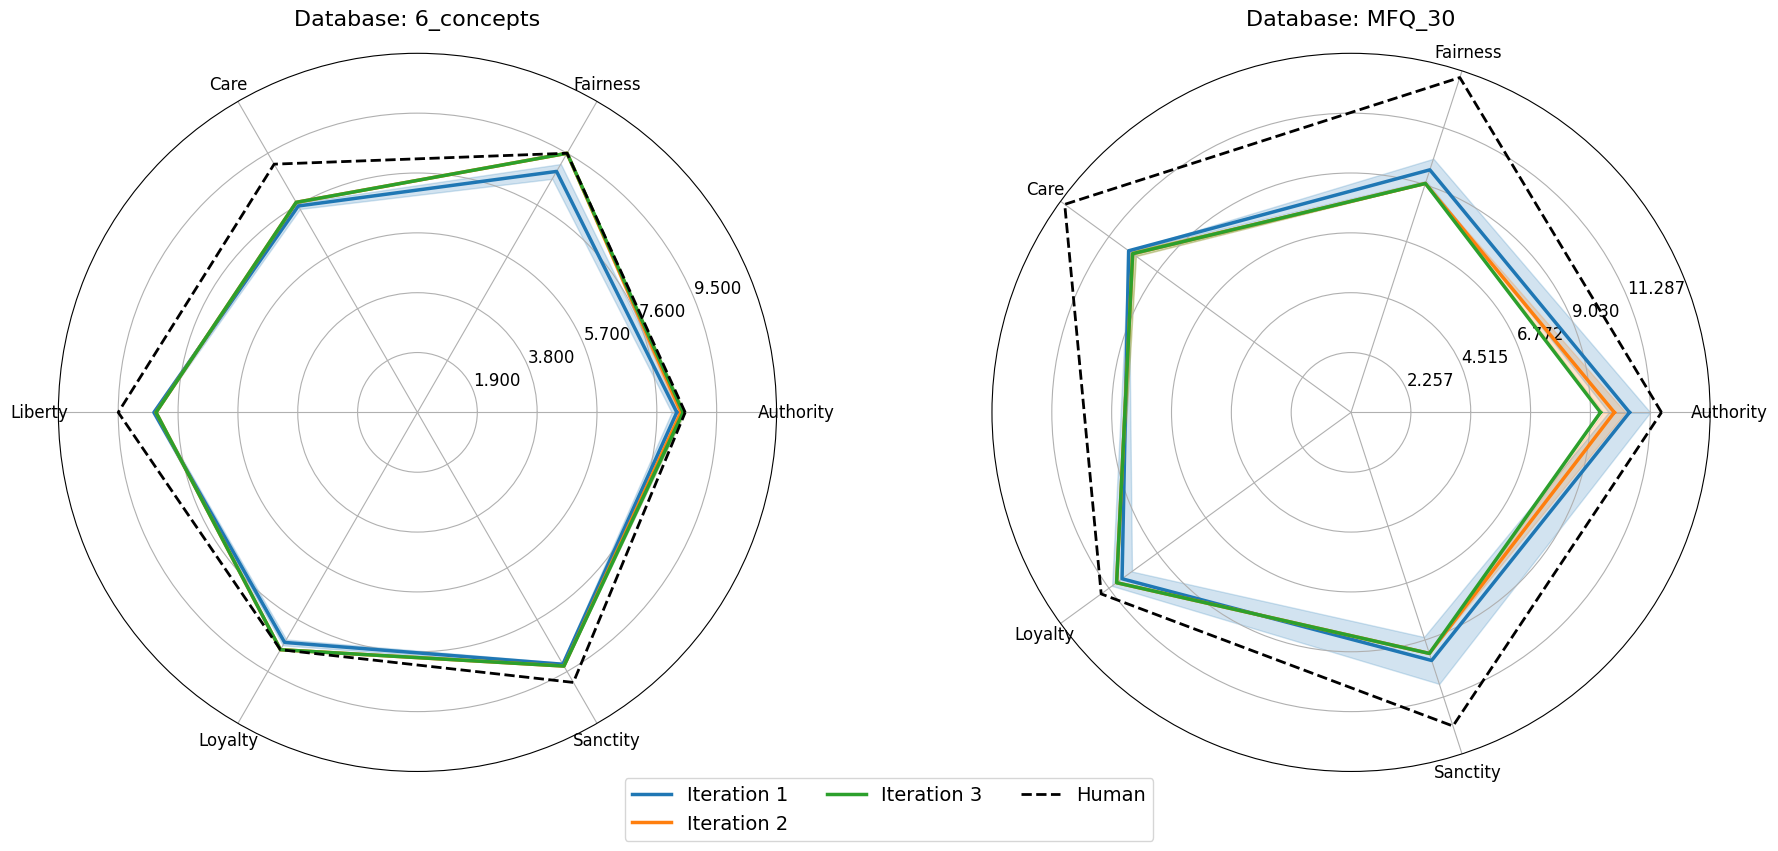 Database: 6_concepts
Care
Fairness
9.500
7.600
5.700
3.800
1.900
Liberty
Authority
Loyalty
Sanctity
Database: MFQ_30
Fairness
Care
11.287
9.030
6.772
4.515
2.257
Authority
Loyalty
Sanctity
Iteration 1
Iteration 2
Iteration 3
Human